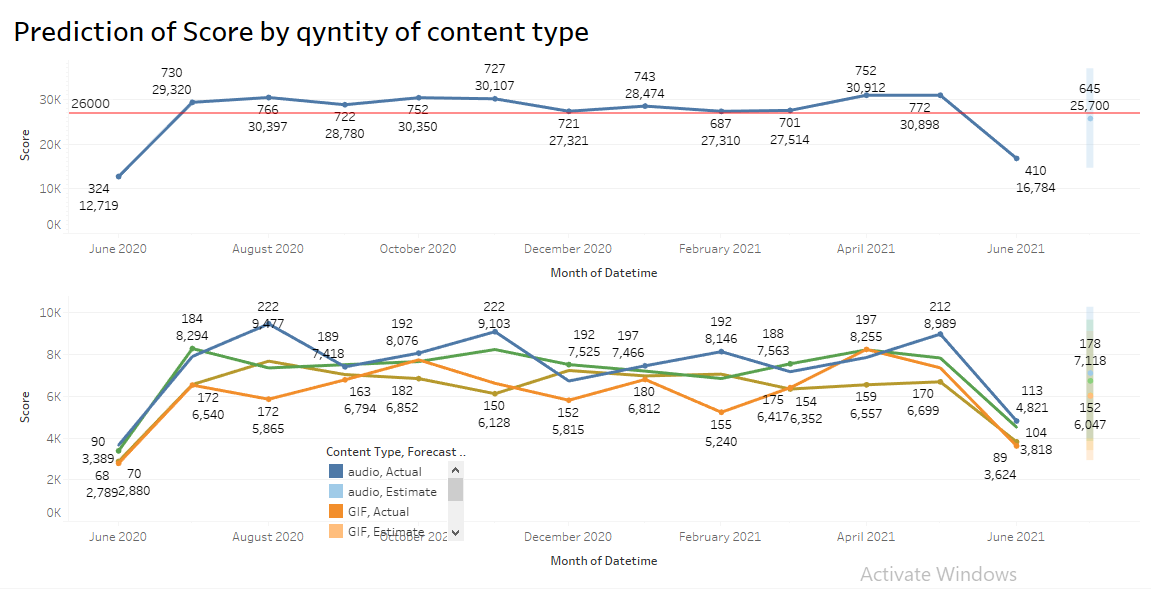 Prediction of Score by qyntity of content type
Score
30K
20K
10K
0K
26000
324
12,719
730
29,320
766
30,397
722
28,780
752
30,350
727
30,107
721
27,321
743
28,474
687
27,310
701
27,514
752
30,912
772
30,898
410
16,784
645
25,700
June 2020
August 2020
October 2020
December 2020
February 2021
April 2021
June 2021
Month of Datetime
Score
10K
8K
6K
4K
2K
0K
90
3,389
68
2,789
70
2,880
184
8,294
172
6,540
222
9,477
172
5,865
189
7,418
163
6,794
192
8,076
182
6,852
222
9,103
150
6,128
192
7,525
152
5,815
197
7,466
180
6,812
192
8,146
155
5,240
188
7,563
175
6,417
154
6,352
197
8,255
159
6,557
212
8,989
170
6,699
113
4,821
104
3,818
89
3,624
178
7,118
152
6,047
Content Type, Forecast ..
audio, Actual
audio, Estimate
GIF, Actual
GIF, Estimate
June 2020
August 2020
October 202
December 2020
February 2021
April 2021
June 2021
Month of Datetime
Activate Windows